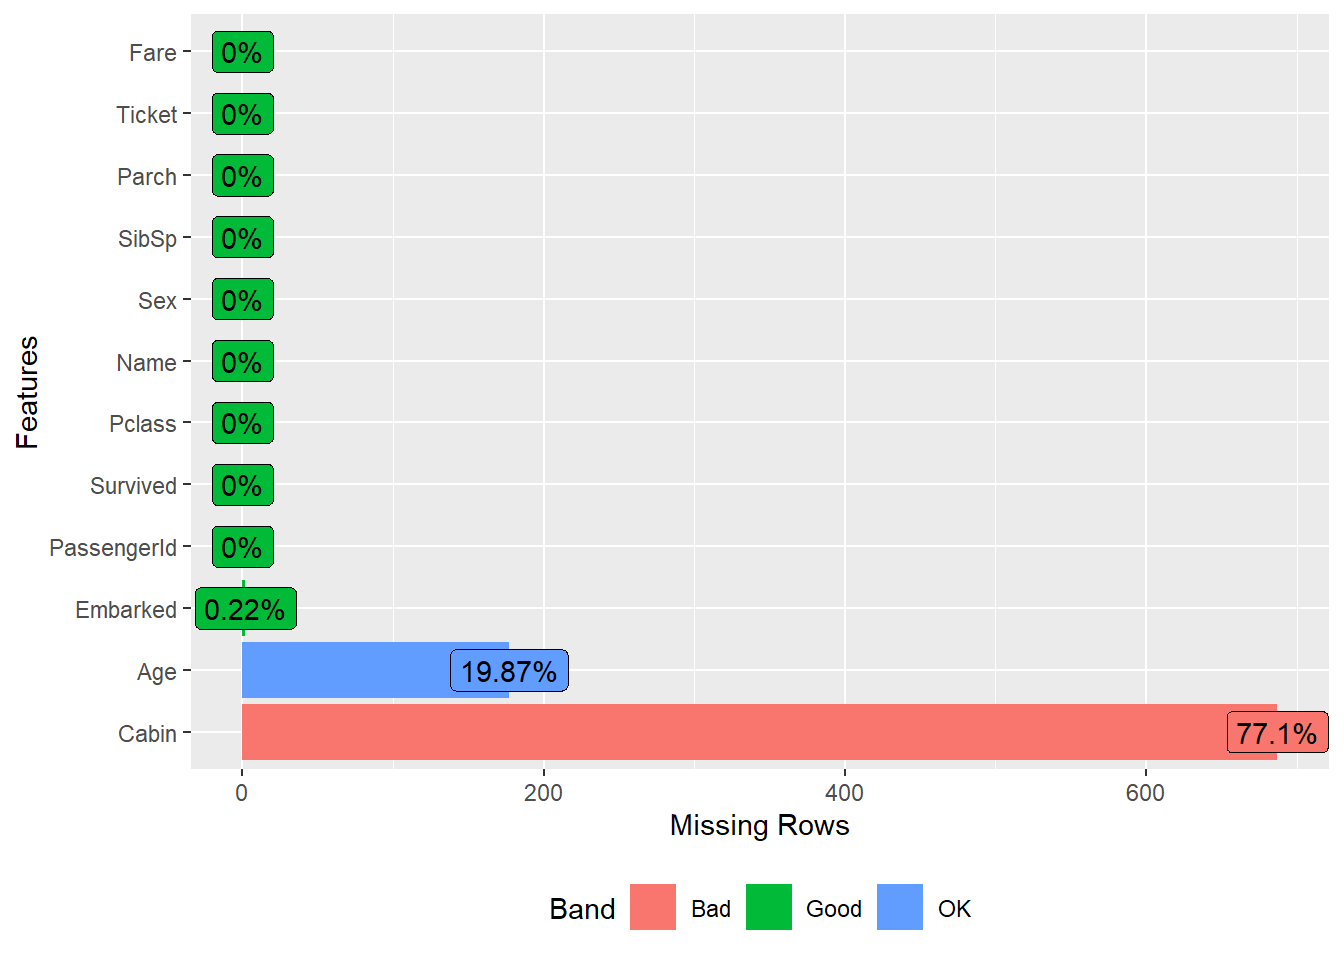 Fare 0%
Ticket 0%
Parch 0%
SibSp 0%
Sex 0%
Name 0%
Pclass 0%
Survived 0%
PassengerId 0%
Embarked 0.22%
Age 19.87%
Cabin 77.1%
Features
0 200 400 600
Missing Rows
Band Bad Good OK